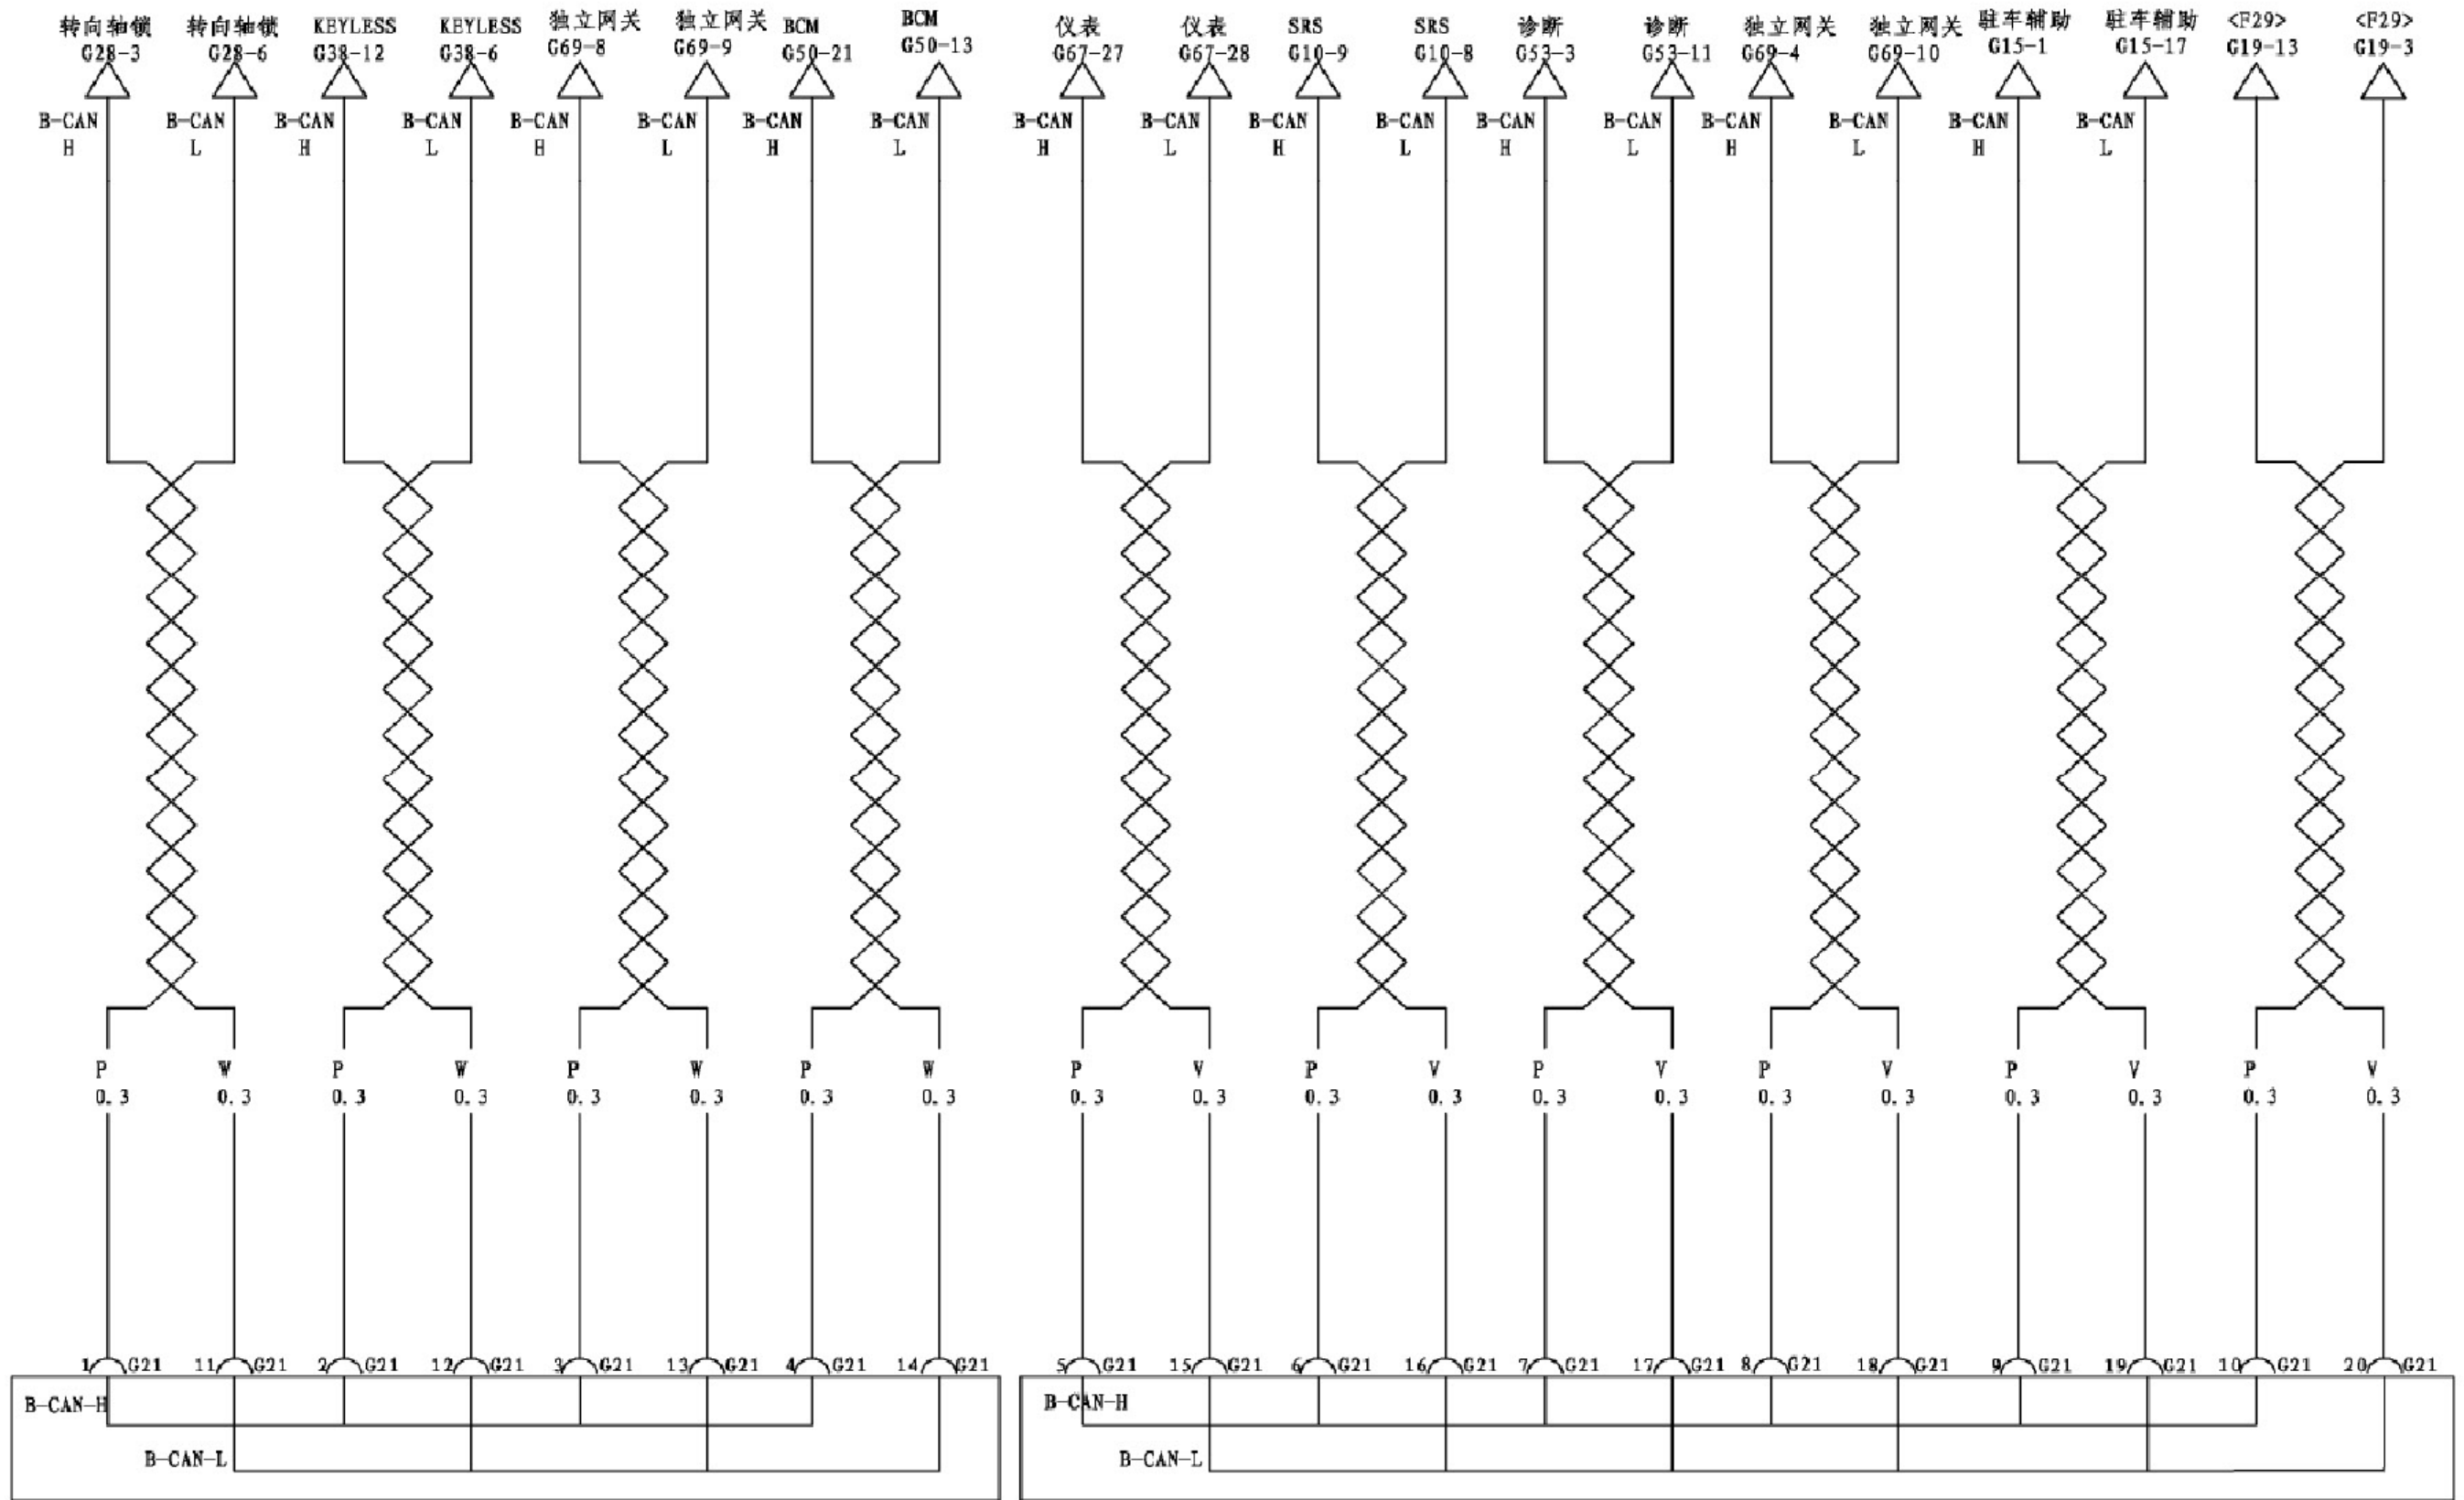 转向轴锁 转向轴锁 KEYLESS KEYLESS 独立网关 独立网关 BCM BCM 仪表 仪表 SRS SRS 诊断 诊断 独立网关 独立网关 驻车辅助 驻车辅助 <F29> <F29>
G28-3 G28-6 G38-12 G38-6 G69-8 G69-9 G50-21 G50-13 G67-27 G67-28 G10-9 G10-8 G53-3 G53-11 G69-4 G69-10 G15-1 G15-17 G19-13 G19-3
B-CAN B-CAN B-CAN B-CAN B-CAN B-CAN B-CAN B-CAN B-CAN B-CAN B-CAN B-CAN B-CAN B-CAN B-CAN B-CAN B-CAN B-CAN
H L H L H L H L H L H L H L H L H L
P W P W P W P W P V P V P V P V P V P V
0.3 0.3 0.3 0.3 0.3 0.3 0.3 0.3 0.3 0.3 0.3 0.3 0.3 0.3 0.3 0.3 0.3 0.3 0.3 0.3
1 G21 11 G21 2 G21 12 G21 3 G21 13 G21 4 G21 14 G21 5 G21 15 G21 6 G21 16 G21 7 G21 17 G21 8 G21 18 G21 9 G21 19 G21 10 G21 20 G21
B-CAN-H B-CAN-H
B-CAN-L B-CAN-L